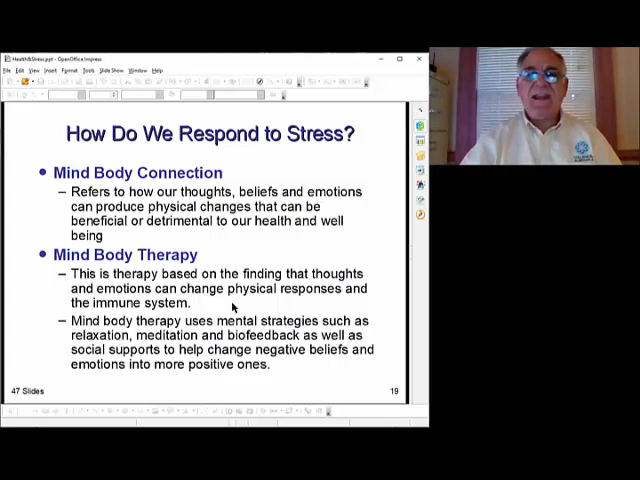 Health&Stress.ppt - OpenOffice Impress
File Edit View Insert Format Tools Slide Show Window Help
How Do We Respond to Stress?
• Mind Body Connection
– Refers to how our thoughts, beliefs and emotions
can produce physical changes that can be
beneficial or detrimental to our health and well
being
• Mind Body Therapy
– This is therapy based on the finding that thoughts
and emotions can change physical responses and
the immune system.
– Mind body therapy uses mental strategies such as
relaxation, meditation and biofeedback as well as
social supports to help change negative beliefs and
emotions into more positive ones.
47 Slides
19